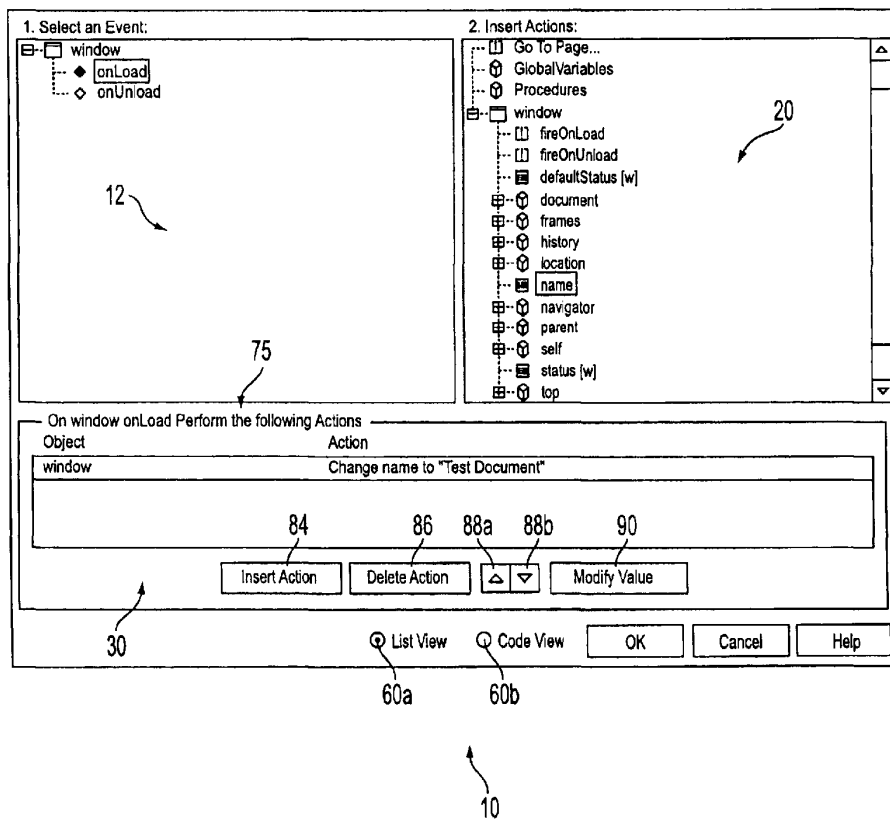 1. Select an Event:
window
onLoad
onUnload
12
2. Insert Actions:
Go To Page...
GlobalVariables
Procedures
window
fireOnLoad
fireOnUnload
defaultStatus [w]
document
frames
history
location
name
navigator
parent
self
status [w]
top
20
75
On window onLoad Perform the following Actions
Object Action
window Change name to "Test Document"
84 86 88a 88b 90
Insert Action Delete Action Modify Value
30
List View Code View OK Cancel Help
60a 60b
10